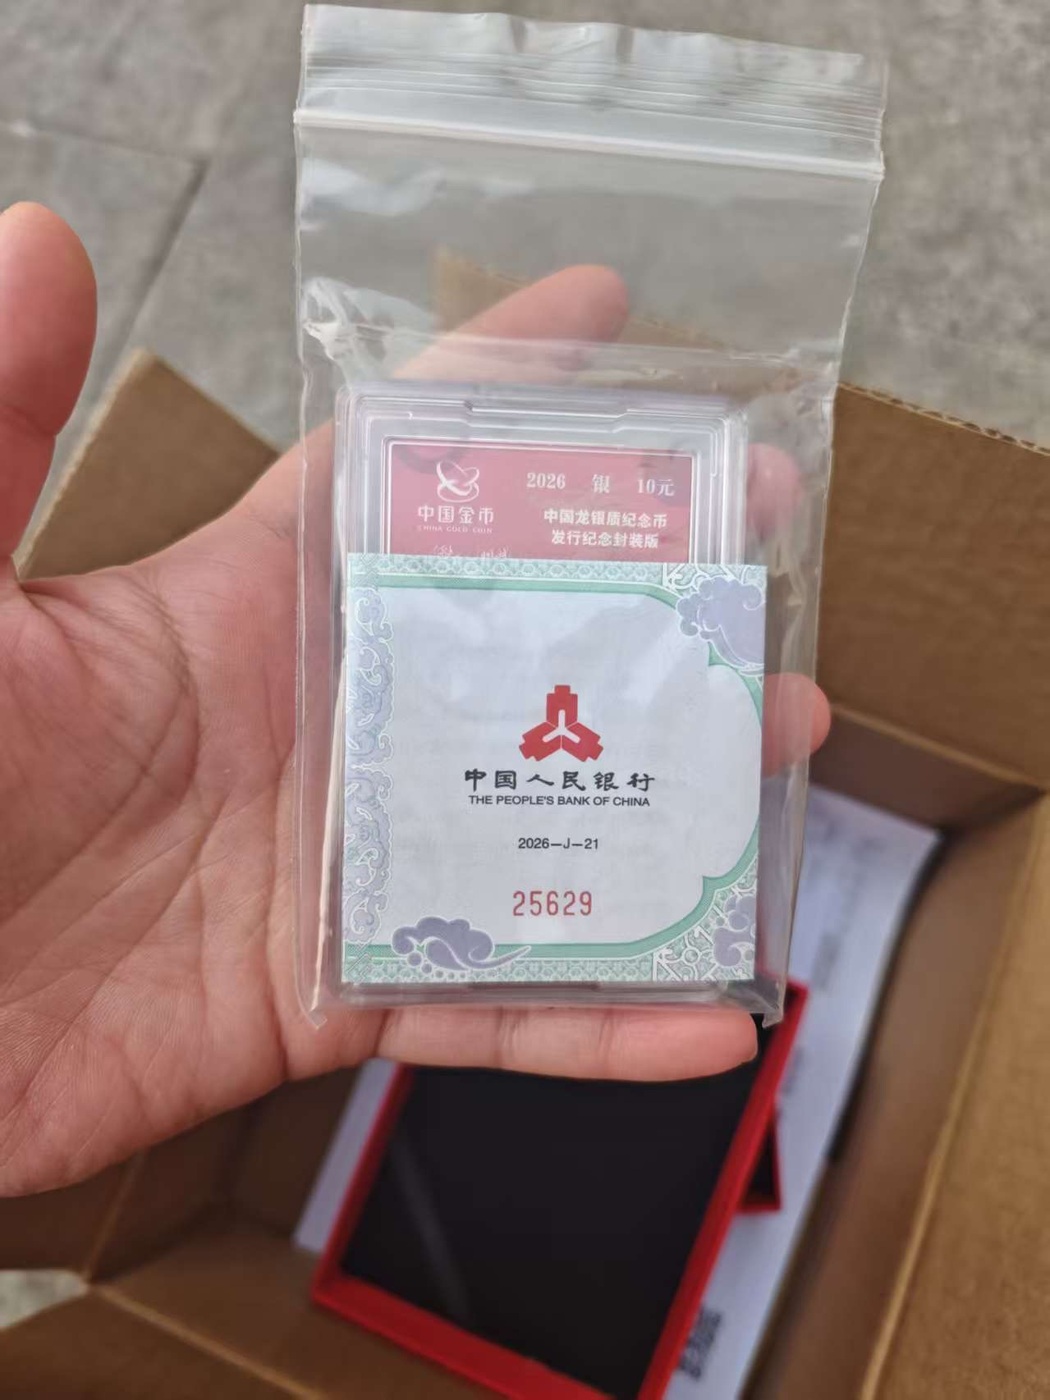 中国金币
CHINA GOLD COIN
2026 银 10元
中国龙银质纪念币
发行纪念封装版
中国人民银行
THE PEOPLE'S BANK OF CHINA
2026—J—21
25629